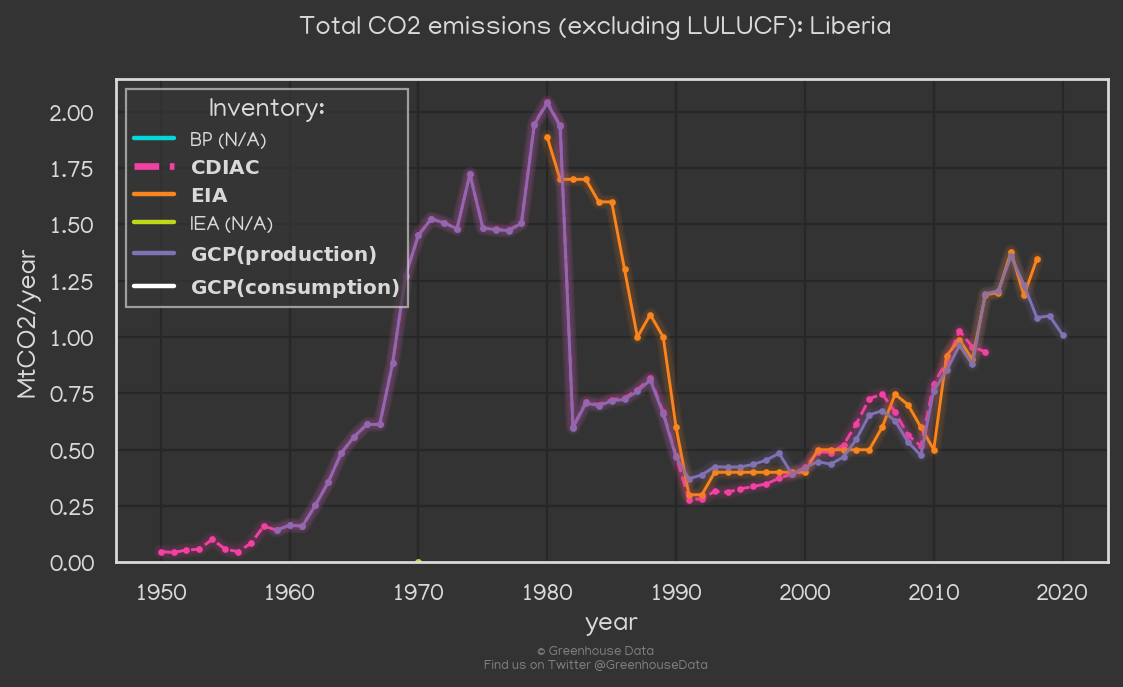 Total CO2 emissions (excluding LULUCF): Liberia
Inventory:
BP (N/A)
CDIAC
EIA
IEA (N/A)
GCP(production)
GCP(consumption)
MtCO2/year
2.00
1.75
1.50
1.25
1.00
0.75
0.50
0.25
0.00
1950 1960 1970 1980 1990 2000 2010 2020
year
© Greenhouse Data
Find us on Twitter @GreenhouseData